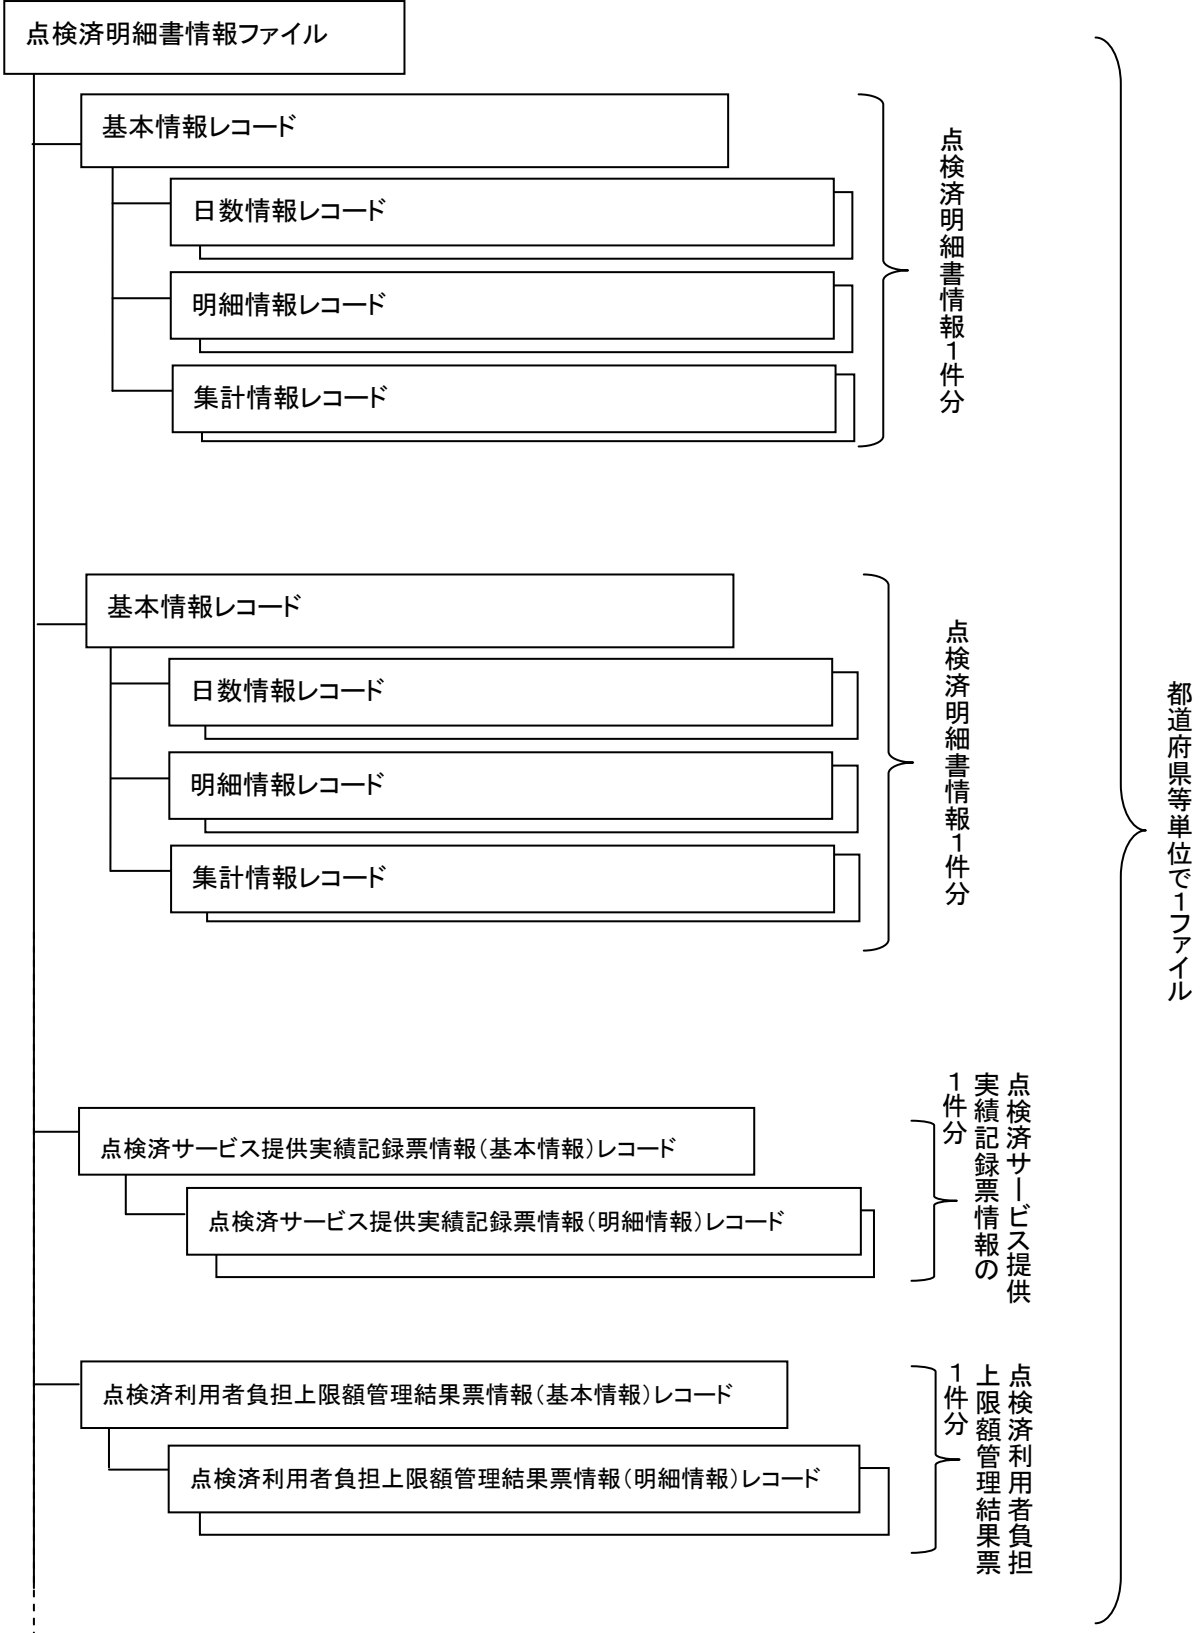 点検済明細書情報ファイル
基本情報レコード
日数情報レコード
明細情報レコード
集計情報レコード
点検済明細書情報１件分
基本情報レコード
日数情報レコード
明細情報レコード
集計情報レコード
点検済明細書情報１件分
点検済サービス提供実績記録票情報（基本情報）レコード
点検済サービス提供実績記録票情報（明細情報）レコード
点検済サービス提供
実績記録票情報の
１件分
点検済利用者負担上限額管理結果票情報（基本情報）レコード
点検済利用者負担上限額管理結果票情報（明細情報）レコード
点検済利用者負担
上限額管理結果票
１件分
都道府県等単位で１ファイル